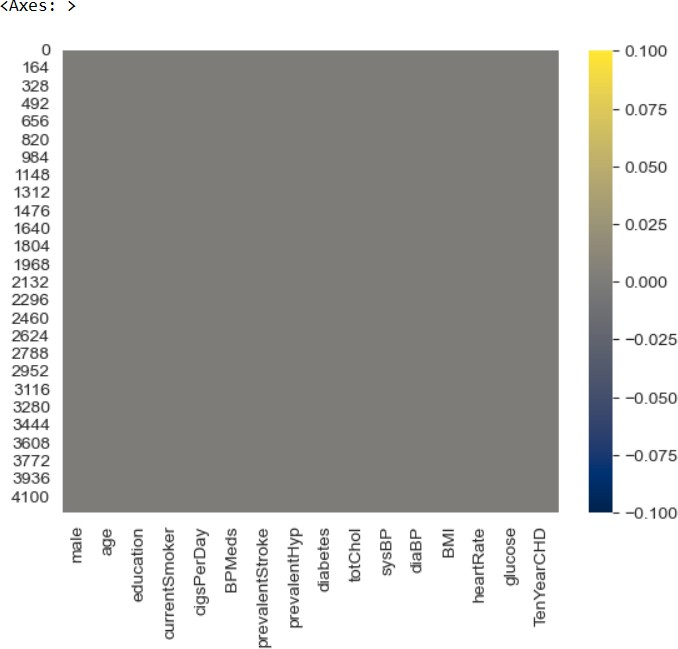 <Axes: >
0
164
328
492
656
820
984
1148
1312
1476
1640
1804
1968
2132
2296
2460
2624
2788
2952
3116
3280
3444
3608
3772
3936
4100
male
age
education
currentSmoker
cigsPerDay
BPMeds
prevalentStroke
prevalentHyp
diabetes
totChol
sysBP
diaBP
BMI
heartRate
glucose
TenYearCHD
0.100
0.075
0.050
0.025
0.000
−0.025
−0.050
−0.075
−0.100